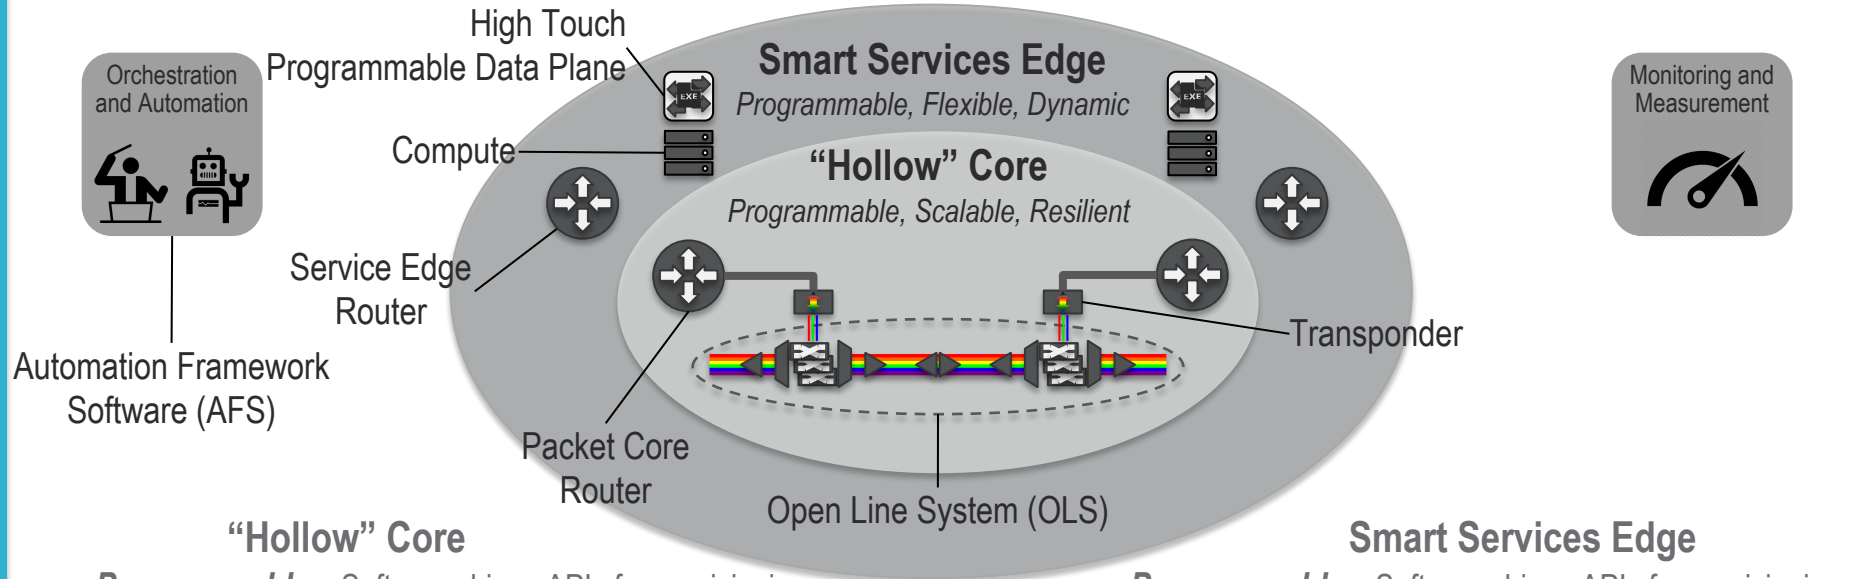 High Touch
Programmable Data Plane
Orchestration
and Automation
Smart Services Edge
Programmable, Flexible, Dynamic
Monitoring and
Measurement
EXE
EXE
Compute
“Hollow” Core
Programmable, Scalable, Resilient
Service Edge
Router
Transponder
Automation Framework
Software (AFS)
Packet Core
Router
Open Line System (OLS)
“Hollow” Core
Smart Services Edge